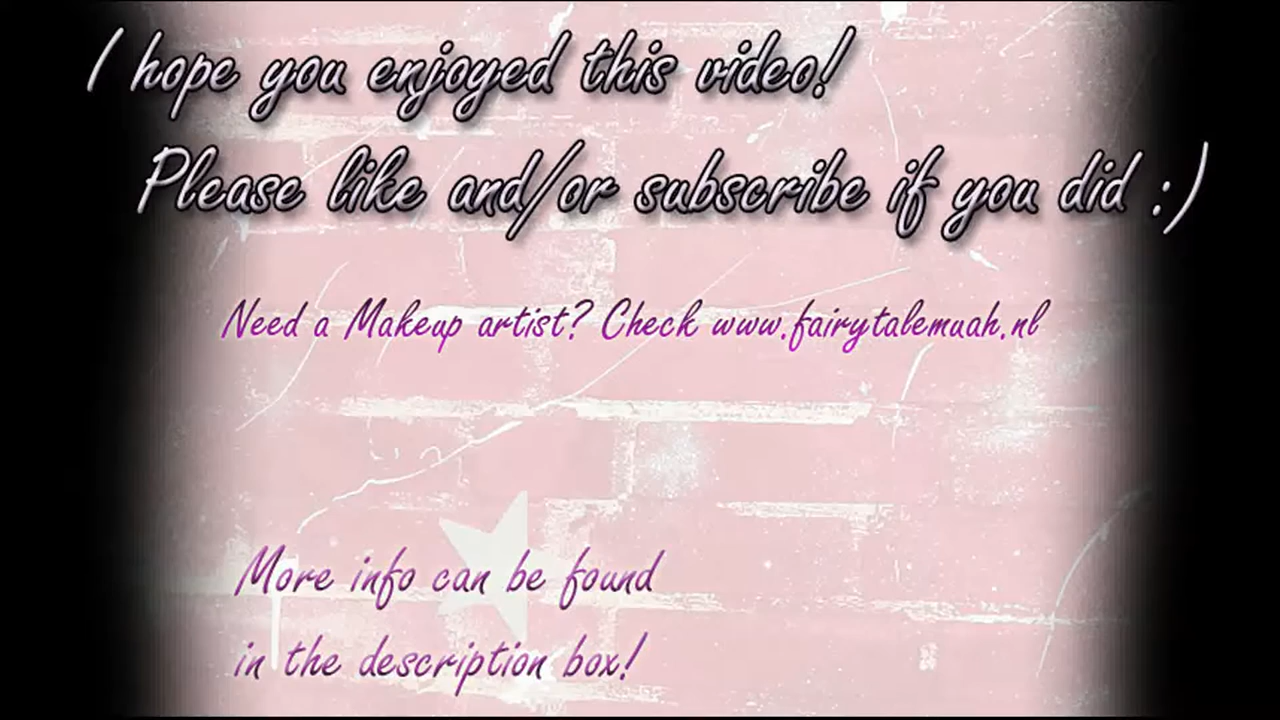 I hope you enjoyed this video!
Please like and/or subscribe if you did :)
Need a Makeup artist? Check www.fairytalemuah.nl
More info can be found
in the description box!